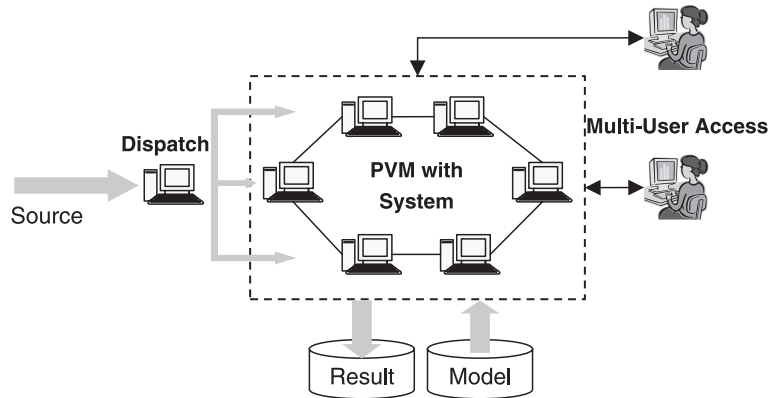 Dispatch
Multi-User Access
PVM with
System
Source
Result
Model